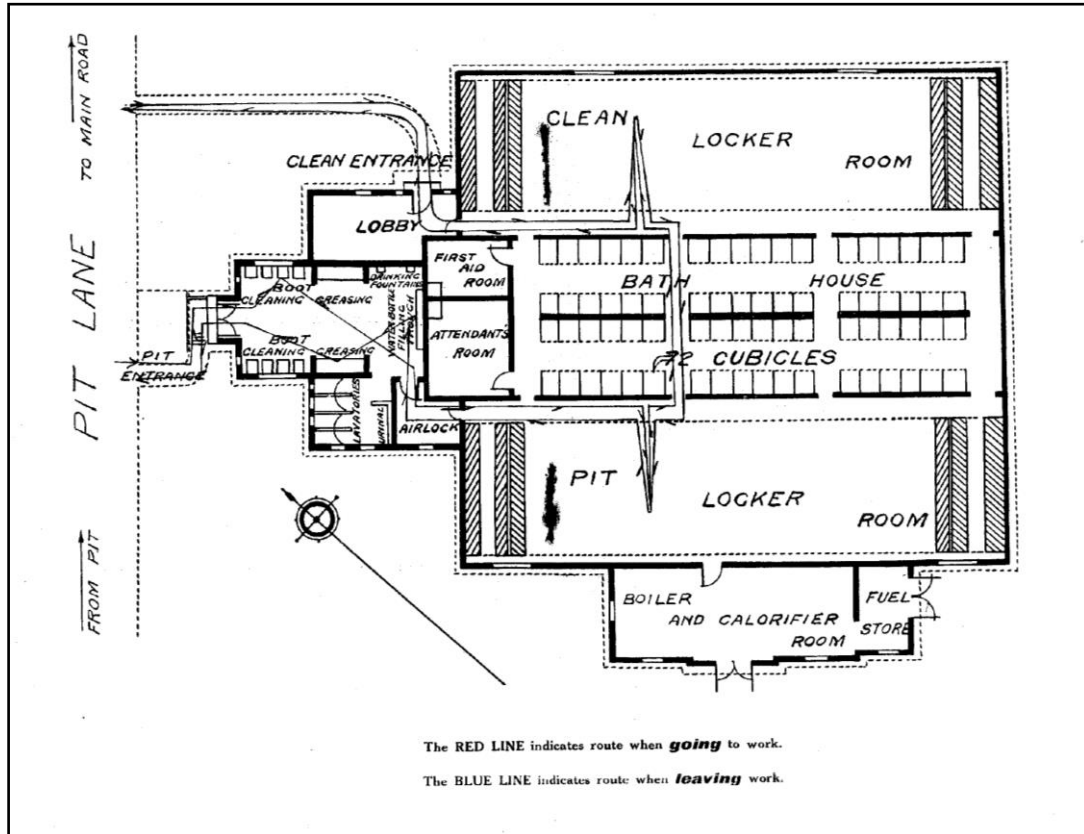 TO MAIN ROAD
PIT LANE
FROM PIT
CLEAN ENTRANCE
LOBBY
CLEAN
LOCKER
ROOM
FIRST
AID
ROOM
DRINKING
FOUNTAINS
WATER BOTTLE
FILLING
TROUGH
BOOT
CLEANING GREASING
BOOT
CLEANING GREASING
ATTENDANT'S
ROOM
BATH HOUSE
72 CUBICLES
PIT
ENTRANCE
LAVATORIES
URINAL
AIRLOCK
PIT
LOCKER
ROOM
BOILER
AND CALORIFIER
ROOM
FUEL
STORE
The RED LINE indicates route when going to work.
The BLUE LINE indicates route when leaving work.